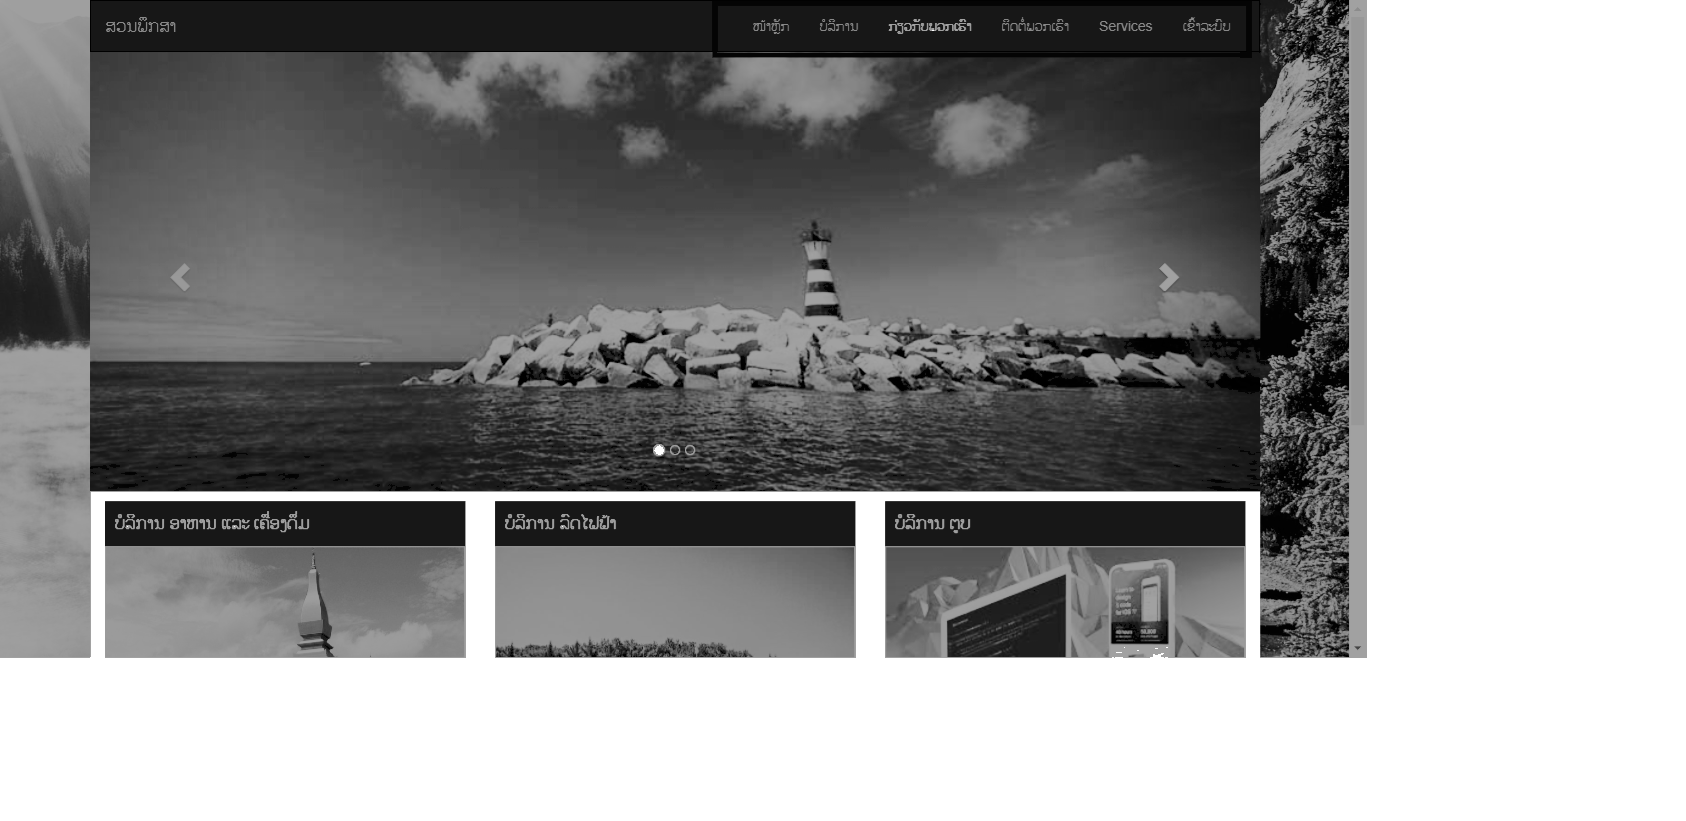 ສວນພຶກສາ
ໜ້າຫຼັກ ບໍລິການ ກ່ຽວກັບພວກເຮົາ ຕິດຕໍ່ພວກເຮົາ Services ເຂົ້າລະບົບ
ບໍລິການ ອາຫານ ແລະ ເຄື່ອງດື່ມ
ບໍລິການ ລົດໄຟຟ້າ
ບໍລິການ ຕູບ